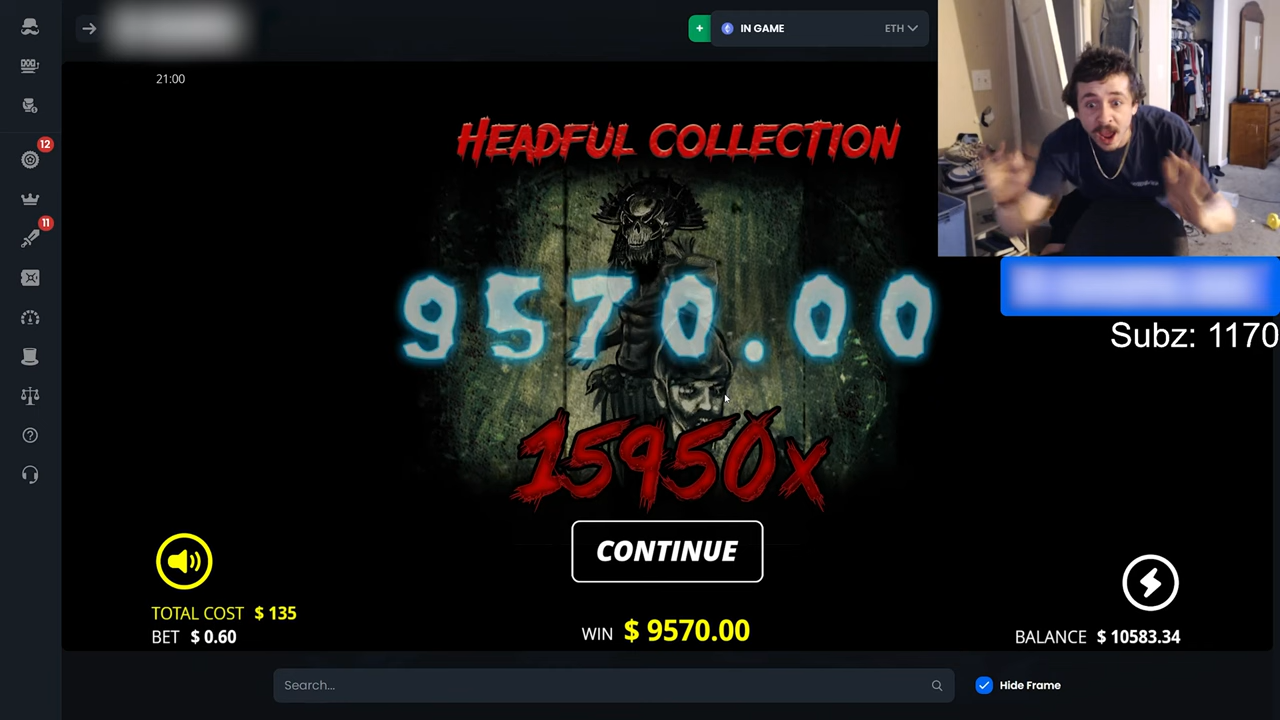 IN GAME
ETH
21:00
12
11
HEADFUL COLLECTION
9570.00
15950x
CONTINUE
Subz: 1170
TOTAL COST $ 135
BET $ 0.60
WIN $ 9570.00
BALANCE $ 10583.34
Search...
Hide Frame